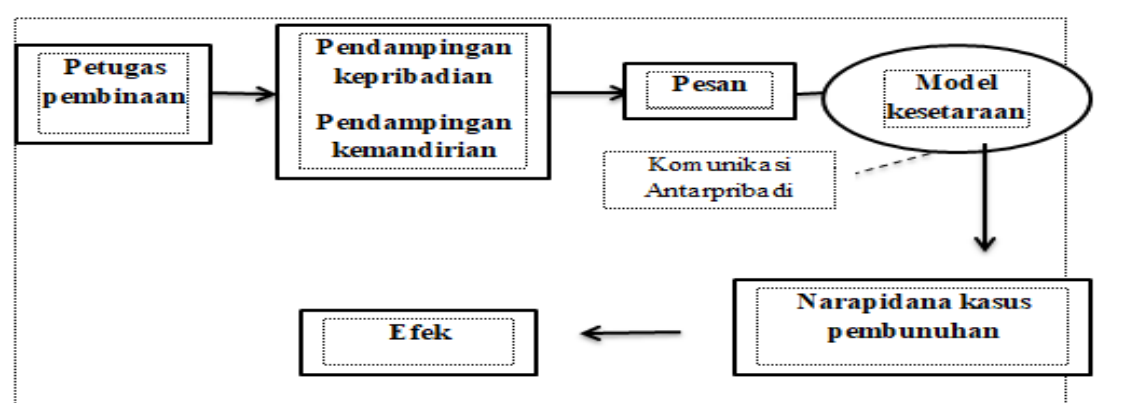 Petugas
pembinaan
Pendampingan
kepribadian
Pendampingan
kemandirian
Pesan
Model
kesetaraan
Komunikasi
Antarpribadi
Narapidana kasus
pembunuhan
Efek